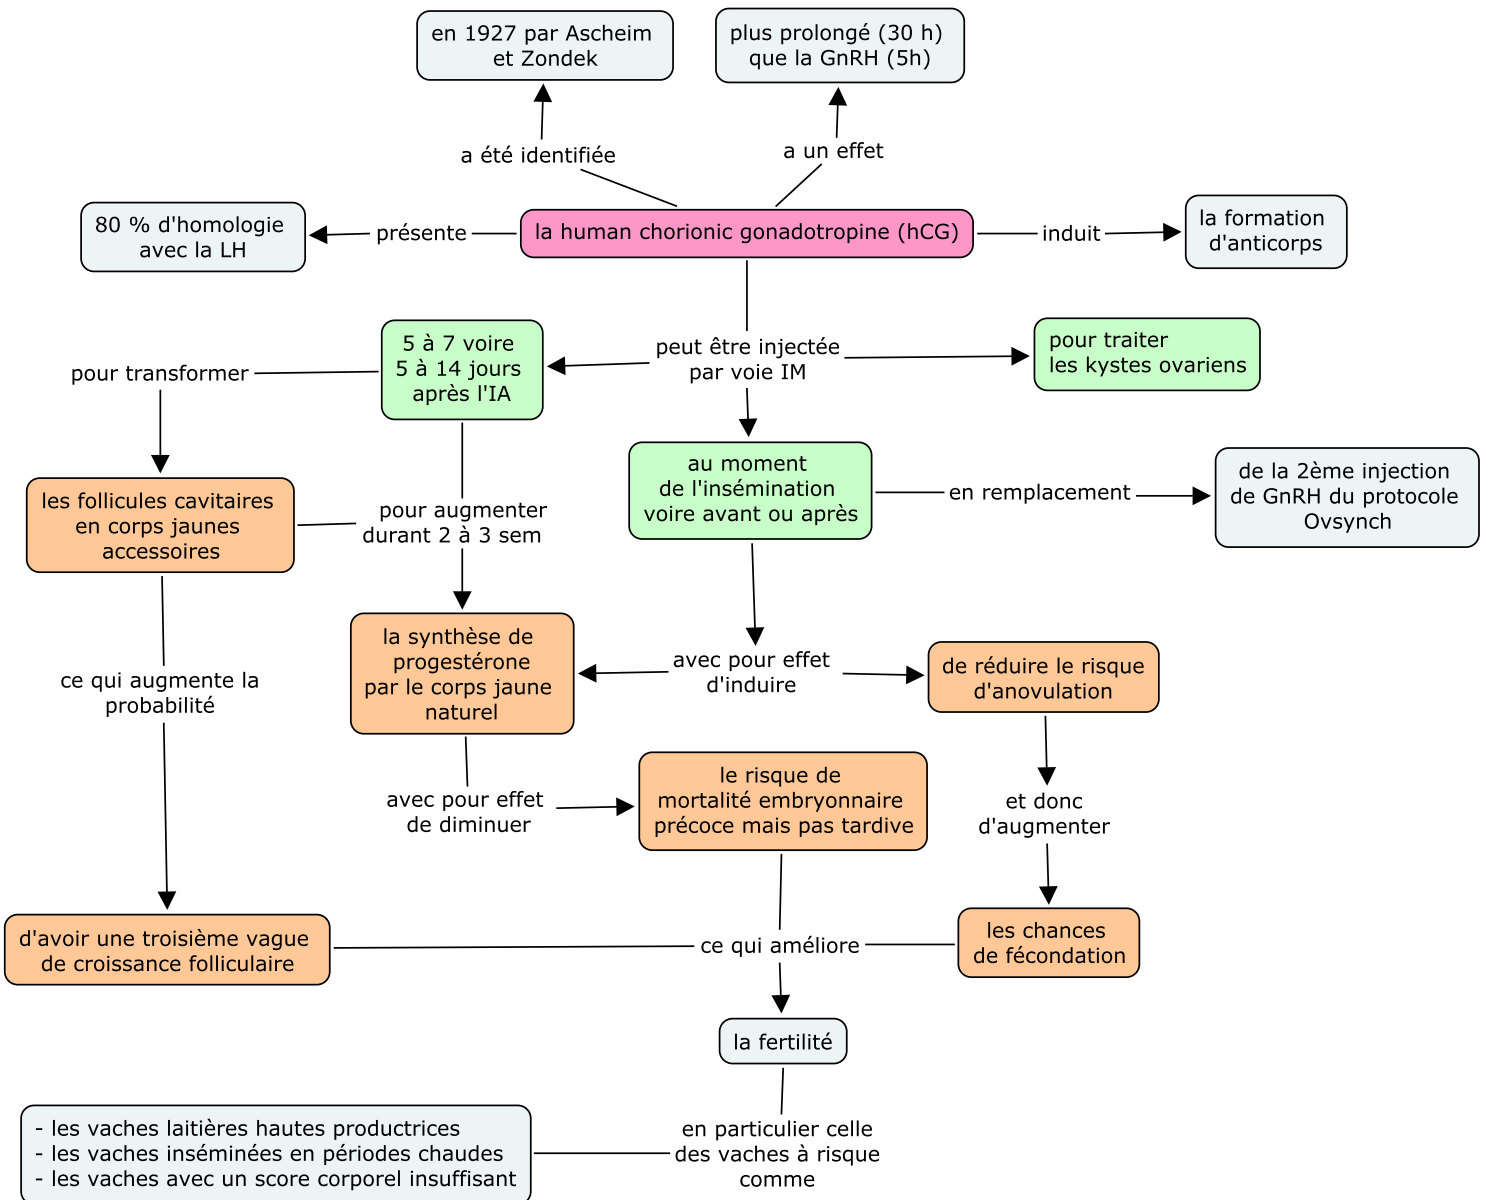 en 1927 par Ascheim
et Zondek
plus prolongé (30 h)
que la GnRH (5h)
a été identifiée
a un effet
80 % d'homologie
avec la LH
présente
la human chorionic gonadotropine (hCG)
induit
la formation
d'anticorps
5 à 7 voire
5 à 14 jours
après l'IA
peut être injectée
par voie IM
pour traiter
les kystes ovariens
pour transformer
au moment
de l'insémination
voire avant ou après
en remplacement
de la 2ème injection
de GnRH du protocole
Ovsynch
les follicules cavitaires
en corps jaunes
accessoires
pour augmenter
durant 2 à 3 sem
la synthèse de
progestérone
par le corps jaune
naturel
avec pour effet
d'induire
de réduire le risque
d'anovulation
ce qui augmente la
probabilité
avec pour effet
de diminuer
le risque de
mortalité embryonnaire
précoce mais pas tardive
et donc
d'augmenter
d'avoir une troisième vague
de croissance folliculaire
ce qui améliore
les chances
de fécondation
la fertilité
- les vaches laitières hautes productrices
- les vaches inséminées en périodes chaudes
- les vaches avec un score corporel insuffisant
en particulier celle
des vaches à risque
comme